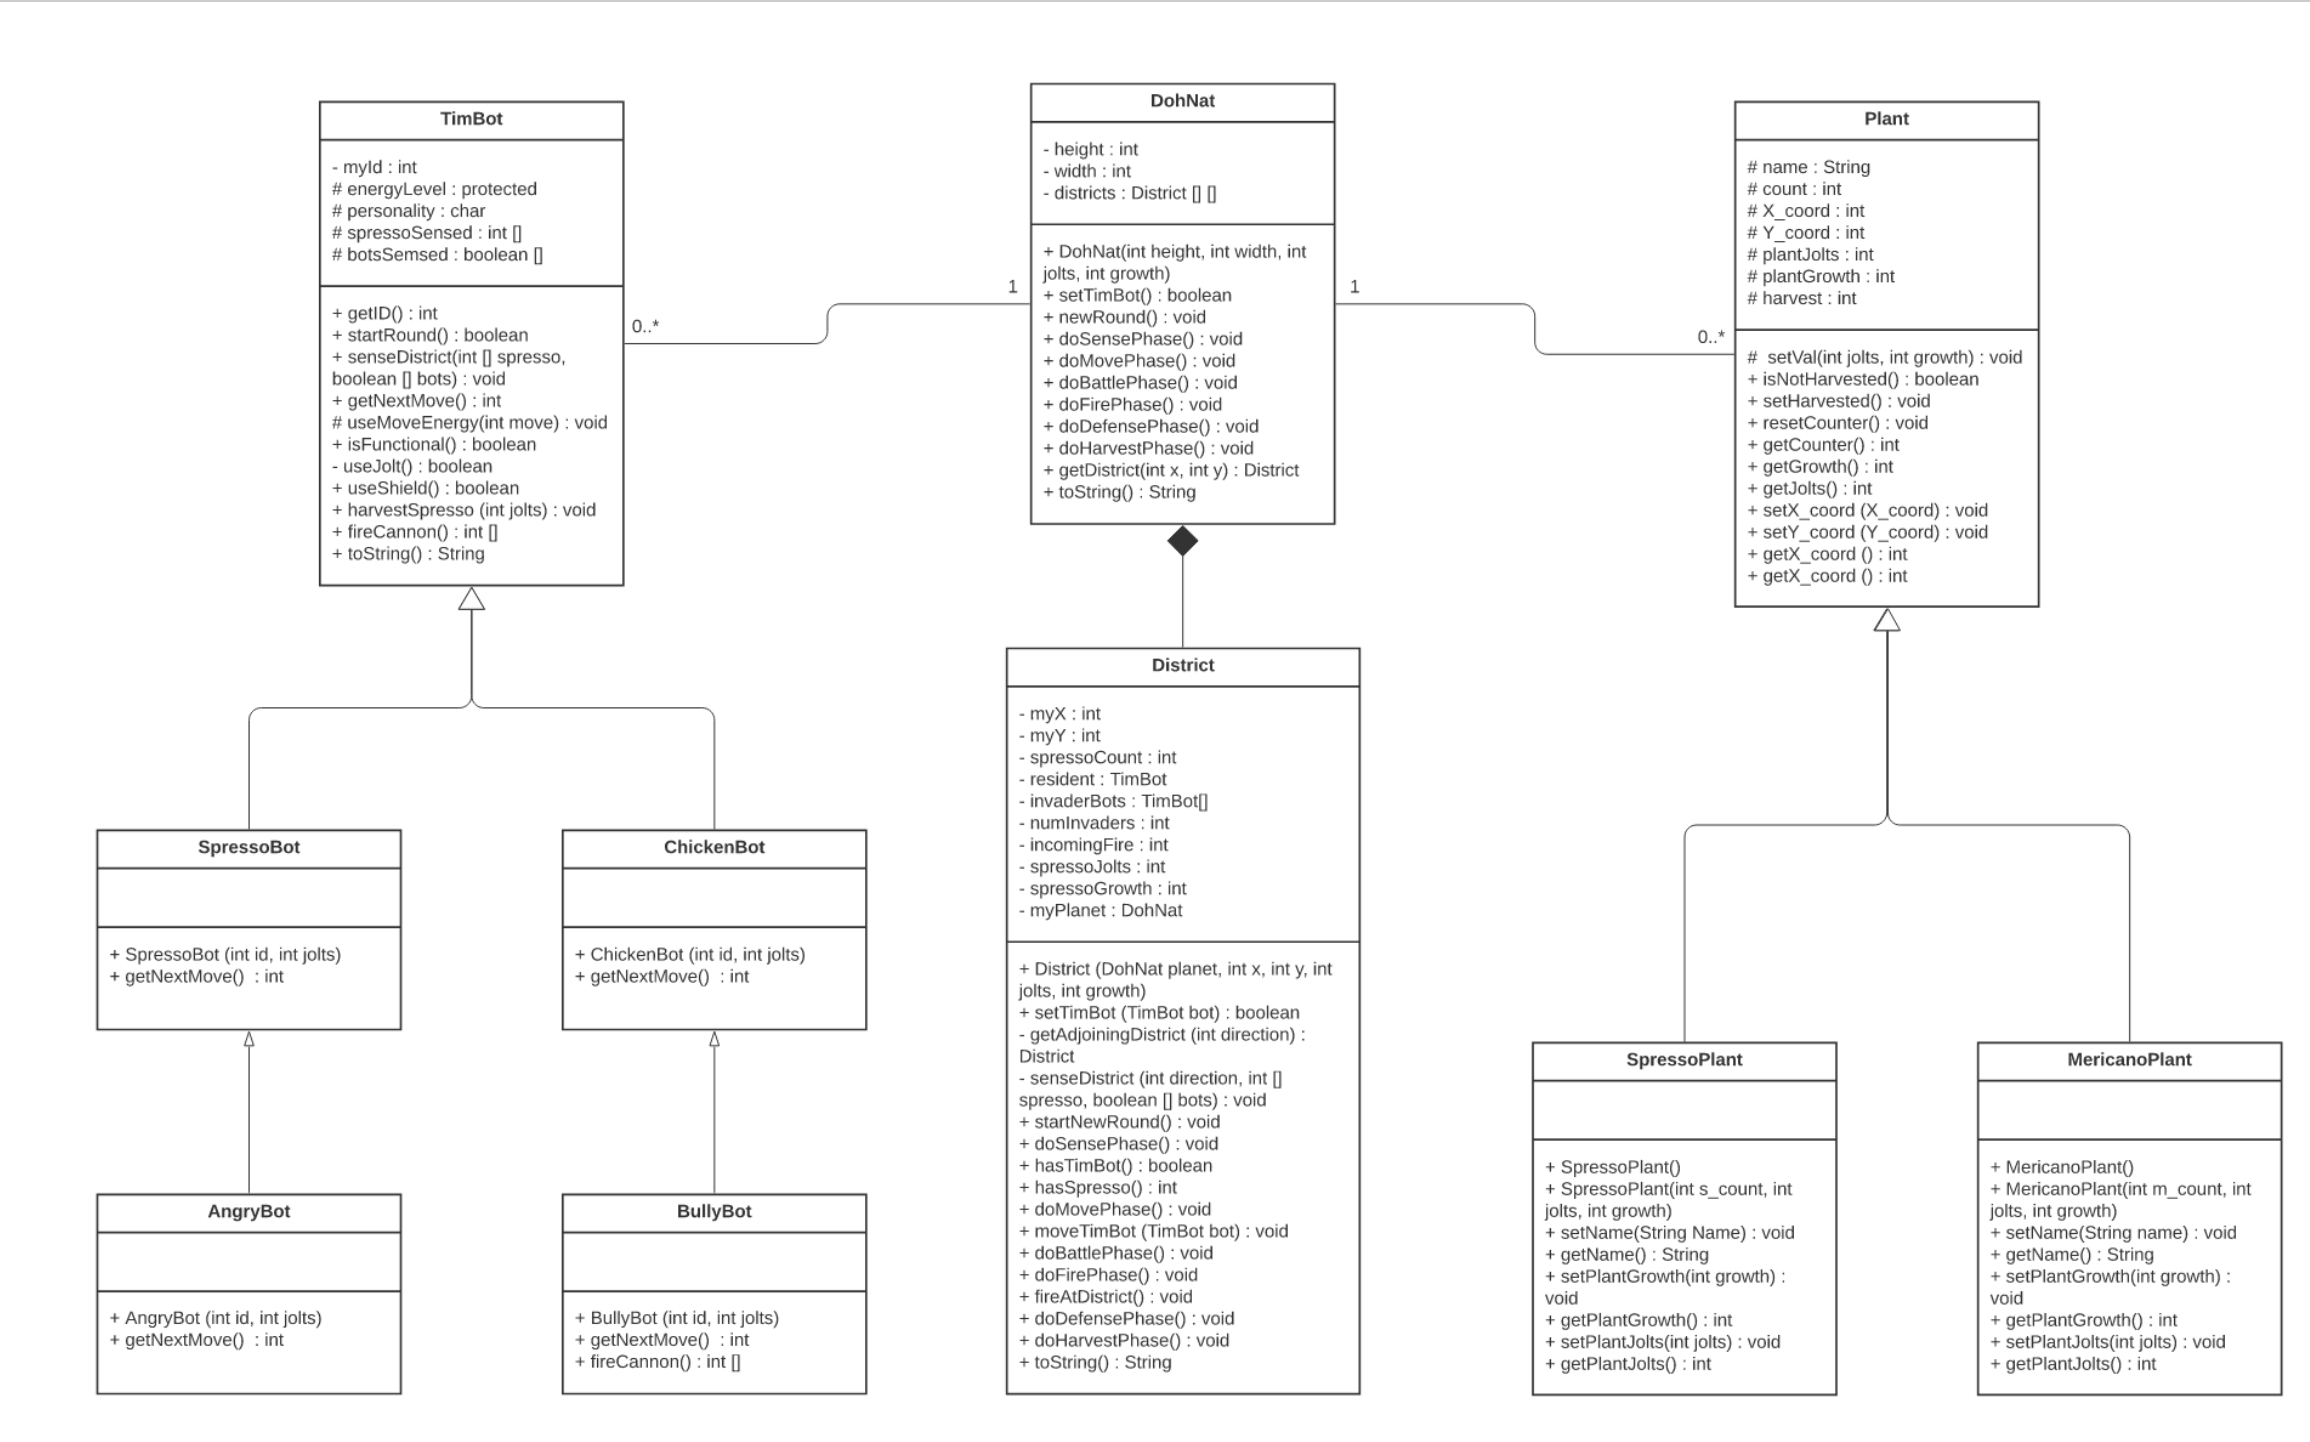 TimBot
- myId : int
# energyLevel : protected
# personality : char
# spressoSensed : int []
# botsSemsed : boolean []
+ getID() : int
+ startRound() : boolean
+ senseDistrict(int [] spresso,
boolean [] bots) : void
+ getNextMove() : int
# useMoveEnergy(int move) : void
+ isFunctional() : boolean
- useJolt() : boolean
+ useShield() : boolean
+ harvestSpresso (int jolts) : void
+ fireCannon() : int []
+ toString() : String
0..*
1
DohNat
- height : int
- width : int
- districts : District [] []
+ DohNat(int height, int width, int
jolts, int growth)
+ setTimBot() : boolean
+ newRound() : void
+ doSensePhase() : void
+ doMovePhase() : void
+ doBattlePhase() : void
+ doFirePhase() : void
+ doDefensePhase() : void
+ doHarvestPhase() : void
+ getDistrict(int x, int y) : District
+ toString() : String
1
0..*
Plant
# name : String
# count : int
# X_coord : int
# Y_coord : int
# plantJolts : int
# plantGrowth : int
# harvest : int
#  setVal(int jolts, int growth) : void
+ isNotHarvested() : boolean
+ setHarvested() : void
+ resetCounter() : void
+ getCounter() : int
+ getGrowth() : int
+ getJolts() : int
+ setX_coord (X_coord) : void
+ setY_coord (Y_coord) : void
+ getX_coord () : int
+ getX_coord () : int
SpressoBot
+ SpressoBot (int id, int jolts)
+ getNextMove()  : int
ChickenBot
+ ChickenBot (int id, int jolts)
+ getNextMove()  : int
AngryBot
+ AngryBot (int id, int jolts)
+ getNextMove()  : int
BullyBot
+ BullyBot (int id, int jolts)
+ getNextMove()  : int
+ fireCannon() : int []
District
- myX : int
- myY : int
- spressoCount : int
- resident : TimBot
- invaderBots : TimBot[]
- numInvaders : int
- incomingFire : int
- spressoJolts : int
- spressoGrowth : int
- myPlanet : DohNat
+ District (DohNat planet, int x, int y, int
jolts, int growth)
+ setTimBot (TimBot bot) : boolean
- getAdjoiningDistrict (int direction) :
District
- senseDistrict (int direction, int []
spresso, boolean [] bots) : void
+ startNewRound() : void
+ doSensePhase() : void
+ hasTimBot() : boolean
+ hasSpresso() : int
+ doMovePhase() : void
+ moveTimBot (TimBot bot) : void
+ doBattlePhase() : void
+ doFirePhase() : void
+ fireAtDistrict() : void
+ doDefensePhase() : void
+ doHarvestPhase() : void
+ toString() : String
SpressoPlant
+ SpressoPlant()
+ SpressoPlant(int s_count, int
jolts, int growth)
+ setName(String Name) : void
+ getName() : String
+ setPlantGrowth(int growth) :
void
+ getPlantGrowth() : int
+ setPlantJolts(int jolts) : void
+ getPlantJolts() : int
MericanoPlant
+ MericanoPlant()
+ MericanoPlant(int m_count, int
jolts, int growth)
+ setName(String name) : void
+ getName() : String
+ setPlantGrowth(int growth) :
void
+ getPlantGrowth() : int
+ setPlantJolts(int jolts) : void
+ getPlantJolts() : int